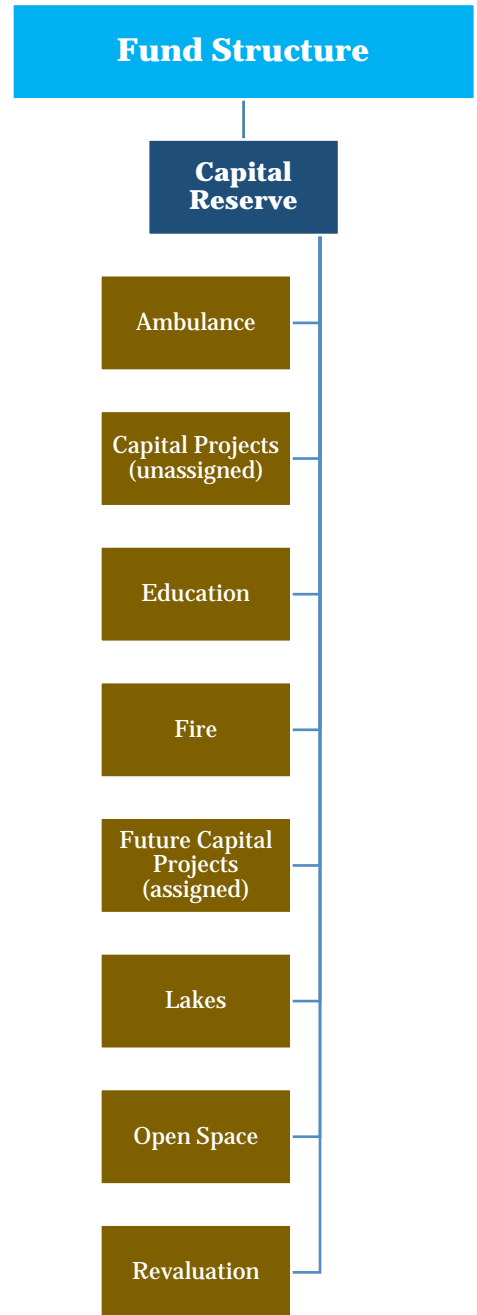 Fund Structure
Capital
Reserve
Ambulance
Capital Projects
(unassigned)
Education
Fire
Future Capital
Projects
(assigned)
Lakes
Open Space
Revaluation